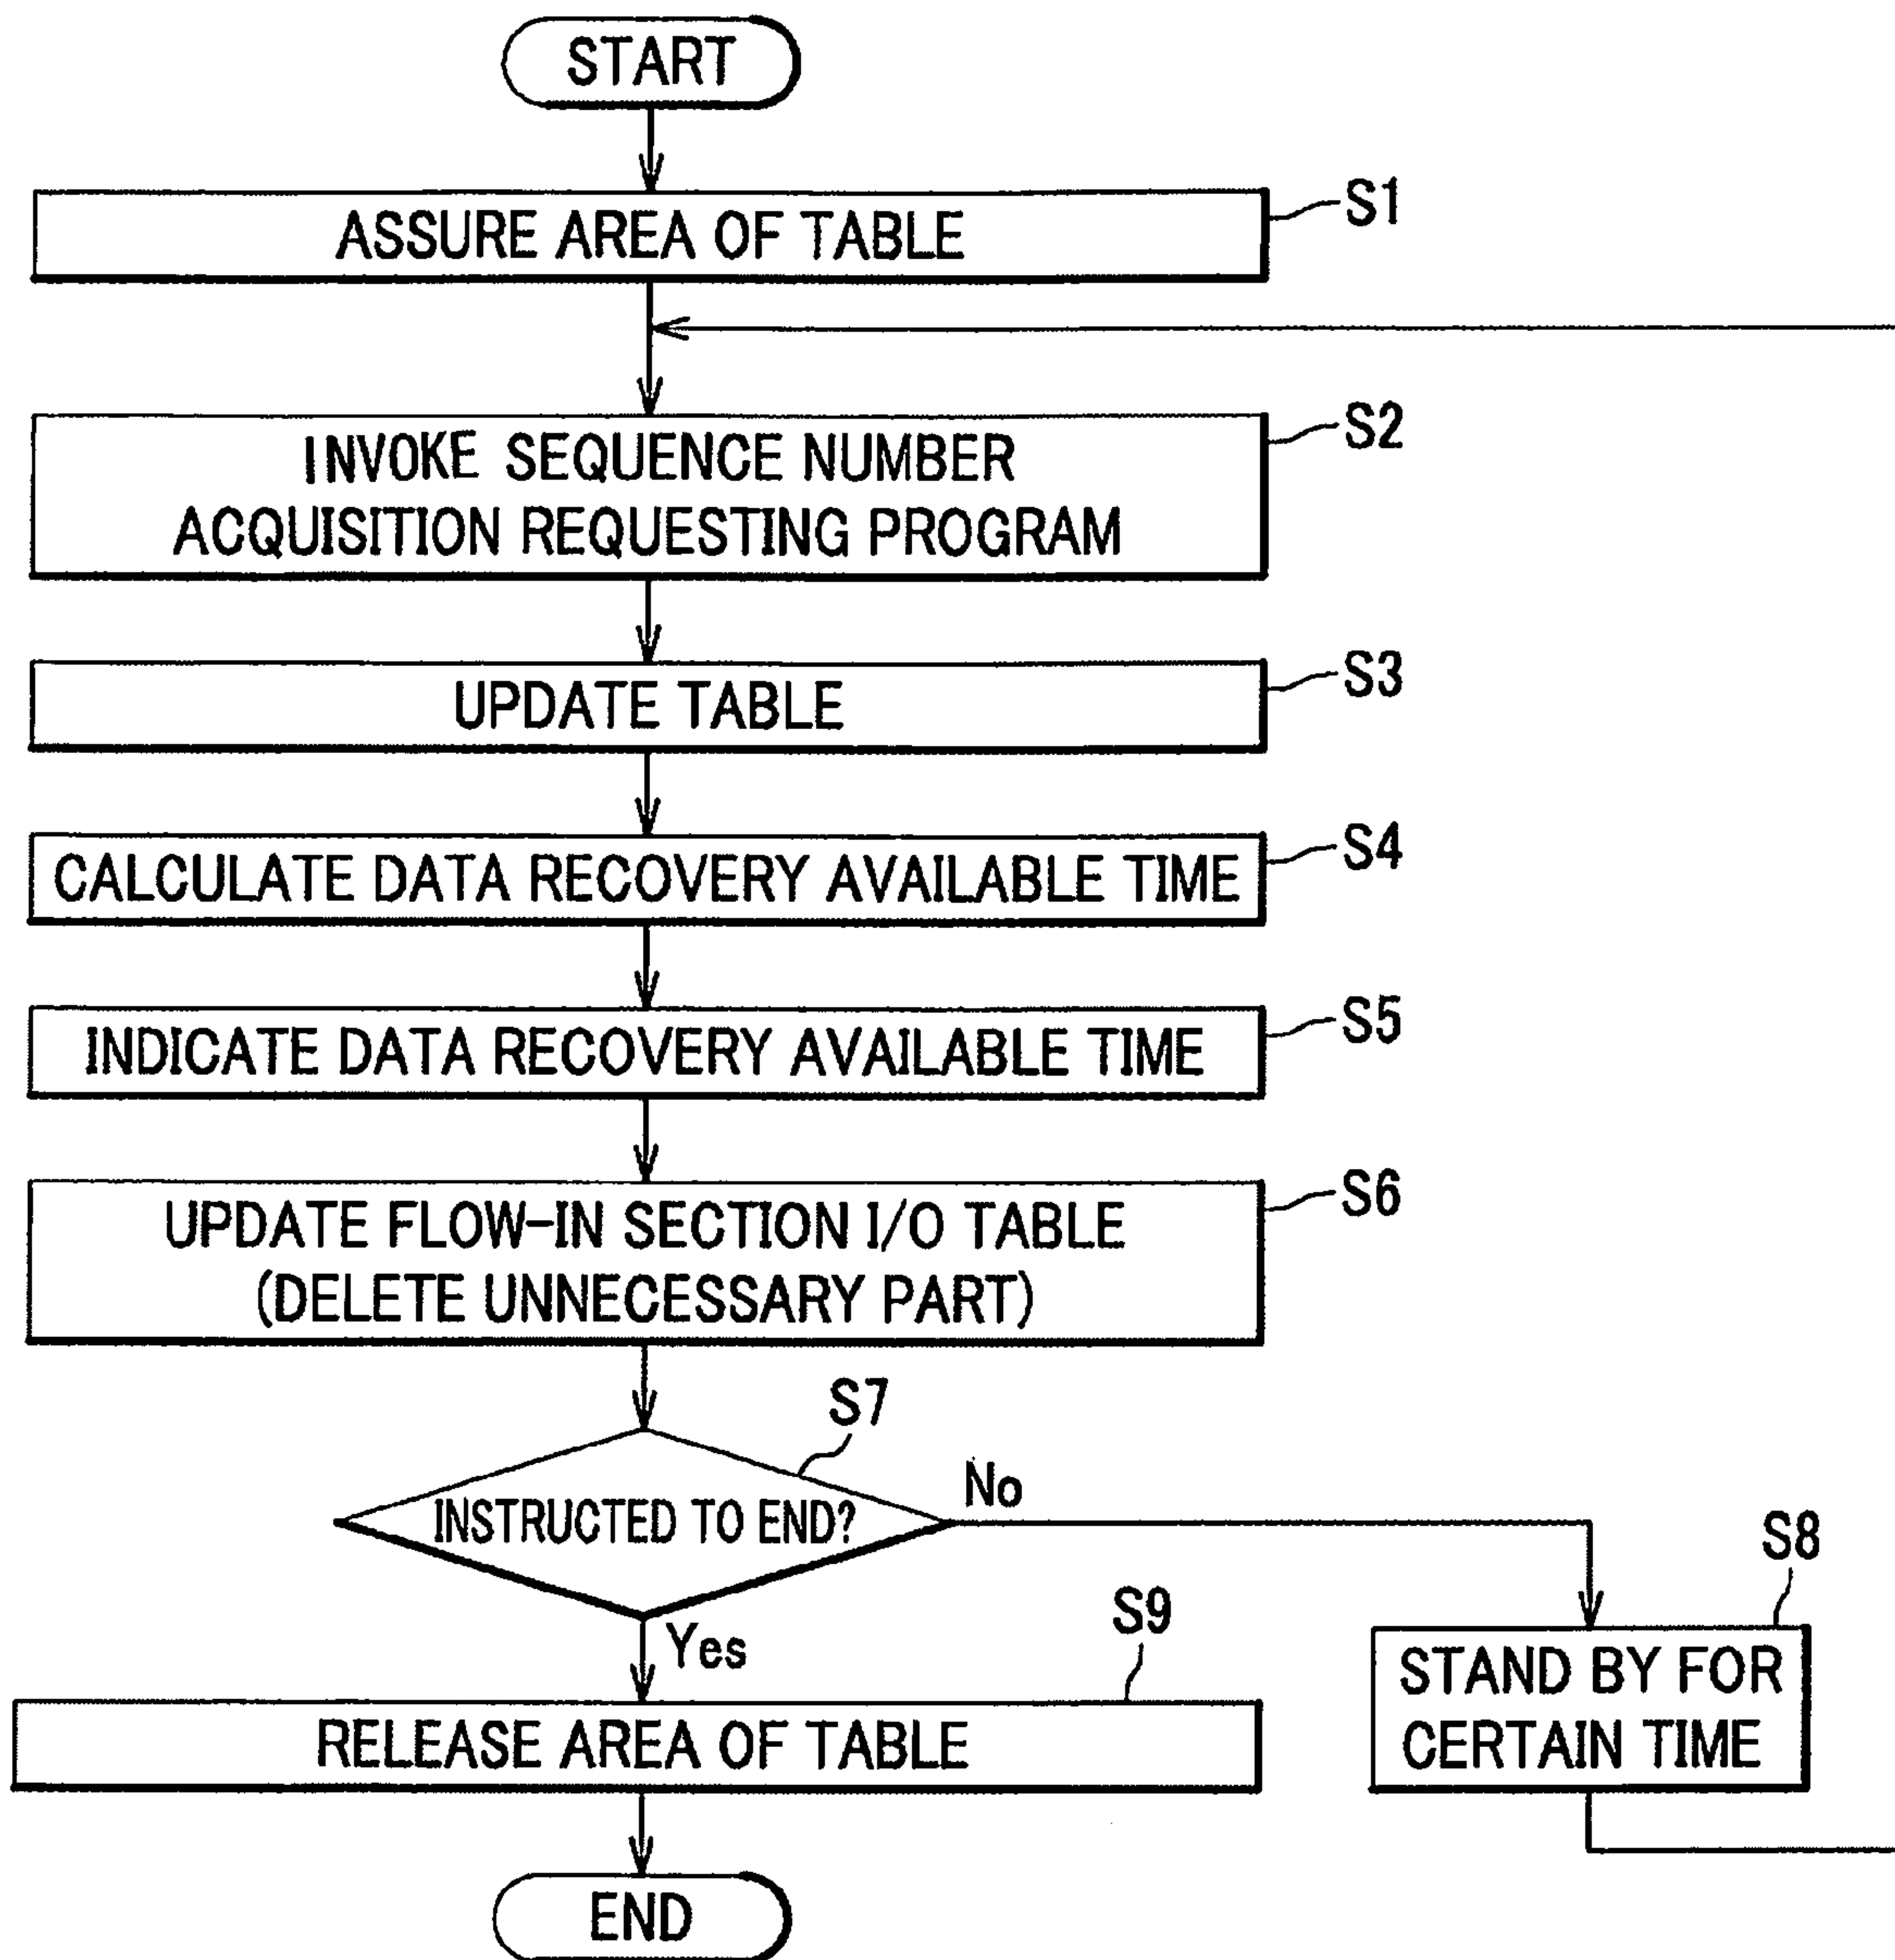 START
ASSURE AREA OF TABLE
S1
INVOKE SEQUENCE NUMBER
ACQUISITION REQUESTING PROGRAM
S2
UPDATE TABLE
S3
CALCULATE DATA RECOVERY AVAILABLE TIME
S4
INDICATE DATA RECOVERY AVAILABLE TIME
S5
UPDATE FLOW-IN SECTION I/O TABLE
(DELETE UNNECESSARY PART)
S6
S7
INSTRUCTED TO END?
No
Yes
S8
STAND BY FOR
CERTAIN TIME
S9
RELEASE AREA OF TABLE
END